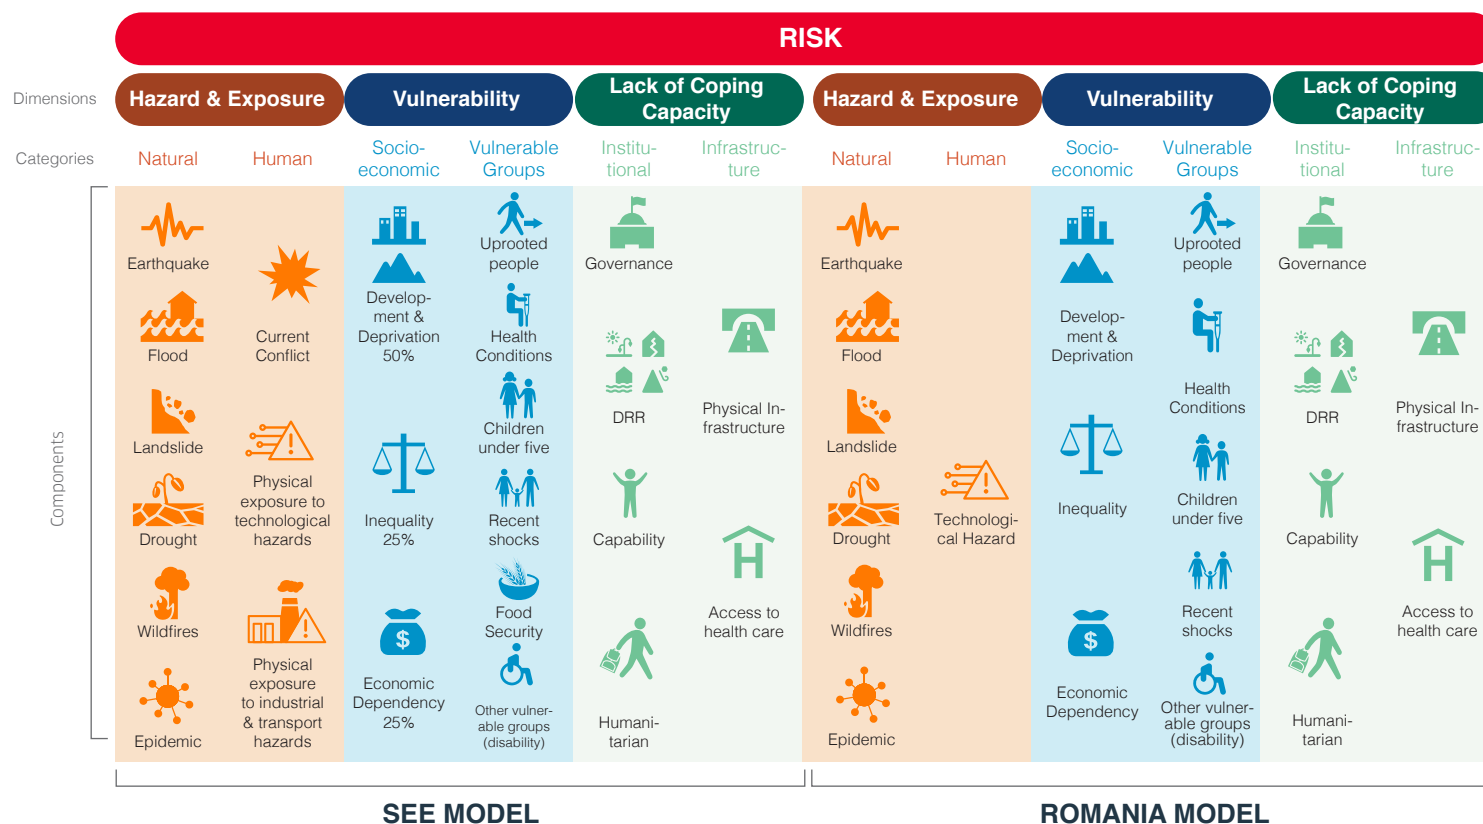 RISK
Dimensions
Hazard & Exposure
Vulnerability
Lack of Coping
Capacity
Hazard & Exposure
Vulnerability
Lack of Coping
Capacity
Categories
Natural
Human
Socio-
economic
Vulnerable
Groups
Institu-
tional
Infrastruc-
ture
Natural
Human
Socio-
economic
Vulnerable
Groups
Institu-
tional
Infrastruc-
ture
Components
Earthquake
Flood
Landslide
Drought
Wildfires
Epidemic
Current
Conflict
Physical
exposure to
technological
hazards
Physical
exposure
to industrial
& transport
hazards
Develop-
ment &
Deprivation
50%
Inequality
25%
$
Economic
Dependency
25%
Uprooted
people
Health
Conditions
Children
under five
Recent
shocks
Food
Security
Other vulner-
able groups
(disability)
Governance
DRR
Capability
Humani-
tarian
Physical In-
frastructure
H
Access to
health care
Earthquake
Flood
Landslide
Drought
Wildfires
Epidemic
Technologi-
cal Hazard
Develop-
ment &
Deprivation
Inequality
$
Economic
Dependency
Uprooted
people
Health
Conditions
Children
under five
Recent
shocks
Other vulner-
able groups
(disability)
Governance
DRR
Capability
Humani-
tarian
Physical In-
frastructure
H
Access to
health care
SEE MODEL
ROMANIA MODEL